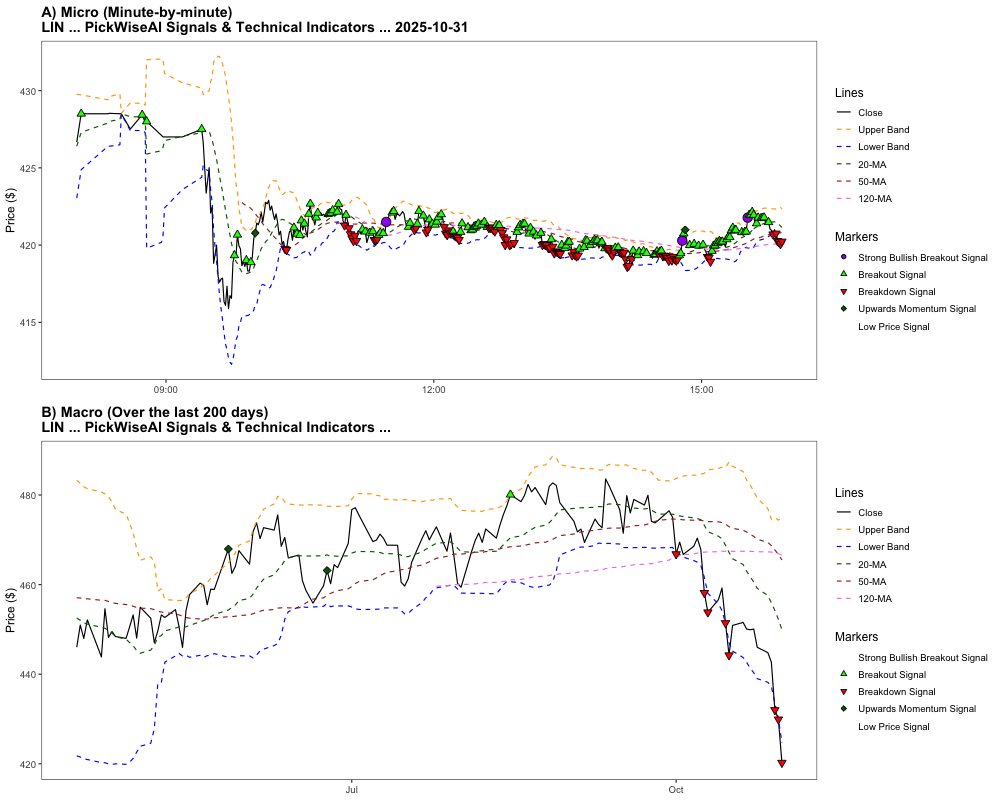 A) Micro (Minute-by-minute)
LIN ... PickWiseAI Signals & Technical Indicators ... 2025-10-31
Price ($)
430
425
420
415
09:00
12:00
15:00
Lines
Close
Upper Band
Lower Band
20-MA
50-MA
120-MA
Markers
Strong Bullish Breakout Signal
Breakout Signal
Breakdown Signal
Upwards Momentum Signal
Low Price Signal
B) Macro (Over the last 200 days)
LIN ... PickWiseAI Signals & Technical Indicators ...
Price ($)
480
460
440
420
Jul
Oct
Lines
Close
Upper Band
Lower Band
20-MA
50-MA
120-MA
Markers
Strong Bullish Breakout Signal
Breakout Signal
Breakdown Signal
Upwards Momentum Signal
Low Price Signal